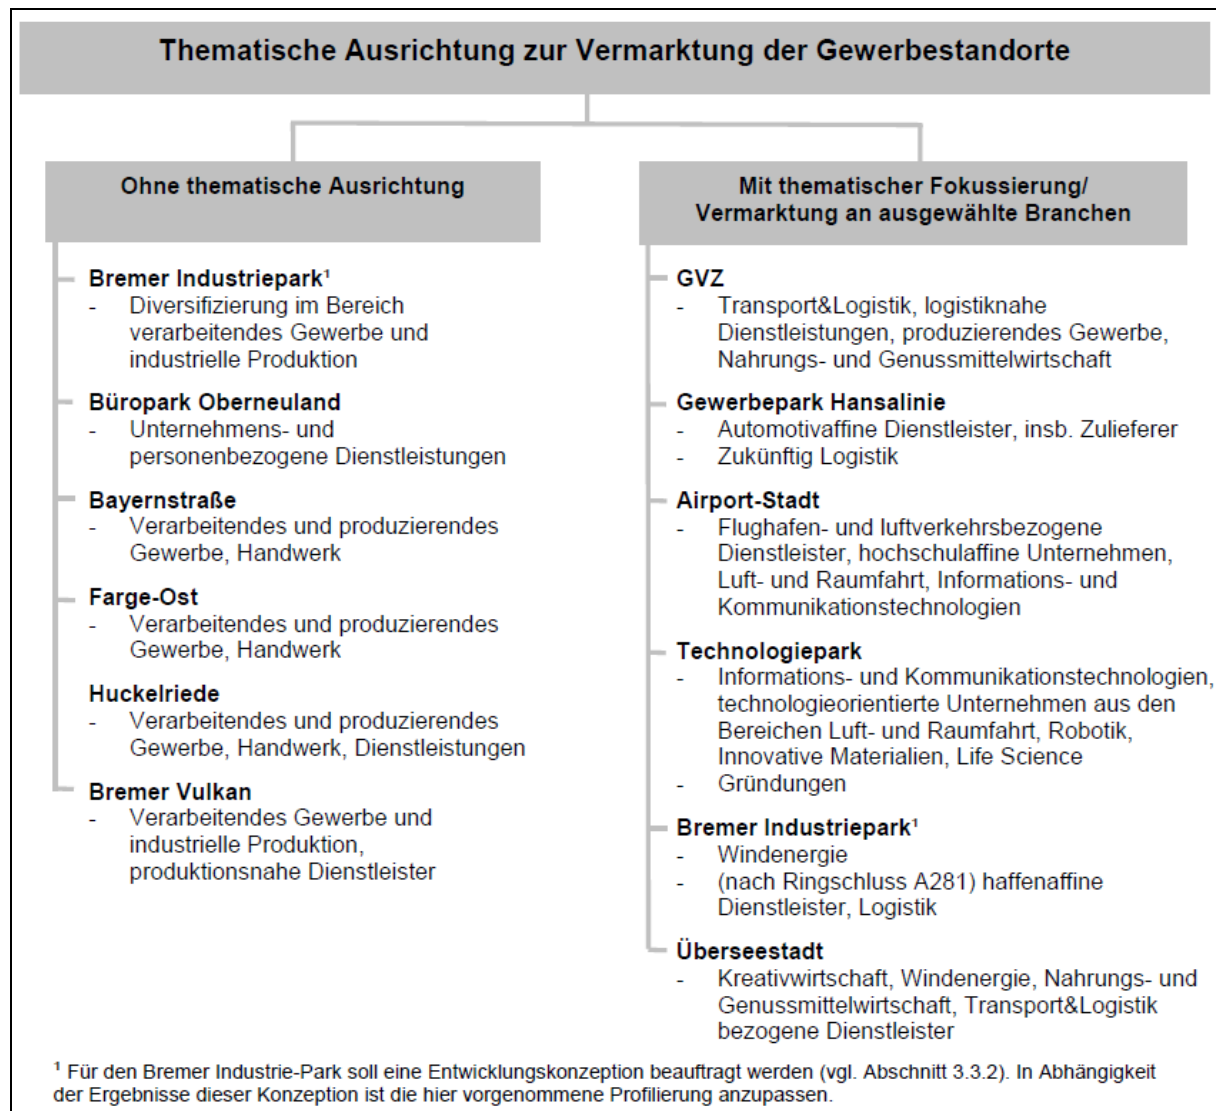 Thematische Ausrichtung zur Vermarktung der Gewerbestandorte
Ohne thematische Ausrichtung
Bremer Industriepark¹
- Diversifizierung im Bereich
verarbeitendes Gewerbe und
industrielle Produktion
Büropark Oberneuland
- Unternehmens- und
personenbezogene Dienstleistungen
Bayernstraße
- Verarbeitendes und produzierendes
Gewerbe, Handwerk
Farge-Ost
- Verarbeitendes und produzierendes
Gewerbe, Handwerk
Huckelriede
- Verarbeitendes und produzierendes
Gewerbe, Handwerk, Dienstleistungen
Bremer Vulkan
- Verarbeitendes Gewerbe und
industrielle Produktion,
produktionsnahe Dienstleister
Mit thematischer Fokussierung/
Vermarktung an ausgewählte Branchen
GVZ
- Transport&Logistik, logistiknahe
Dienstleistungen, produzierendes Gewerbe,
Nahrungs- und Genussmittelwirtschaft
Gewerbepark Hansalinie
- Automotivaffine Dienstleister, insb. Zulieferer
- Zukünftig Logistik
Airport-Stadt
- Flughafen- und luftverkehrsbezogene
Dienstleister, hochschulaffine Unternehmen,
Luft- und Raumfahrt, Informations- und
Kommunikationstechnologien
Technologiepark
- Informations- und Kommunikationstechnologien,
technologieorientierte Unternehmen aus den
Bereichen Luft- und Raumfahrt, Robotik,
Innovative Materialien, Life Science
- Gründungen
Bremer Industriepark¹
- Windenergie
- (nach Ringschluss A281) haffenaffine
Dienstleister, Logistik
Überseestadt
- Kreativwirtschaft, Windenergie, Nahrungs- und
Genussmittelwirtschaft, Transport&Logistik
bezogene Dienstleister
¹ Für den Bremer Industrie-Park soll eine Entwicklungskonzeption beauftragt werden (vgl. Abschnitt 3.3.2). In Abhängigkeit
der Ergebnisse dieser Konzeption ist die hier vorgenommene Profilierung anzupassen.